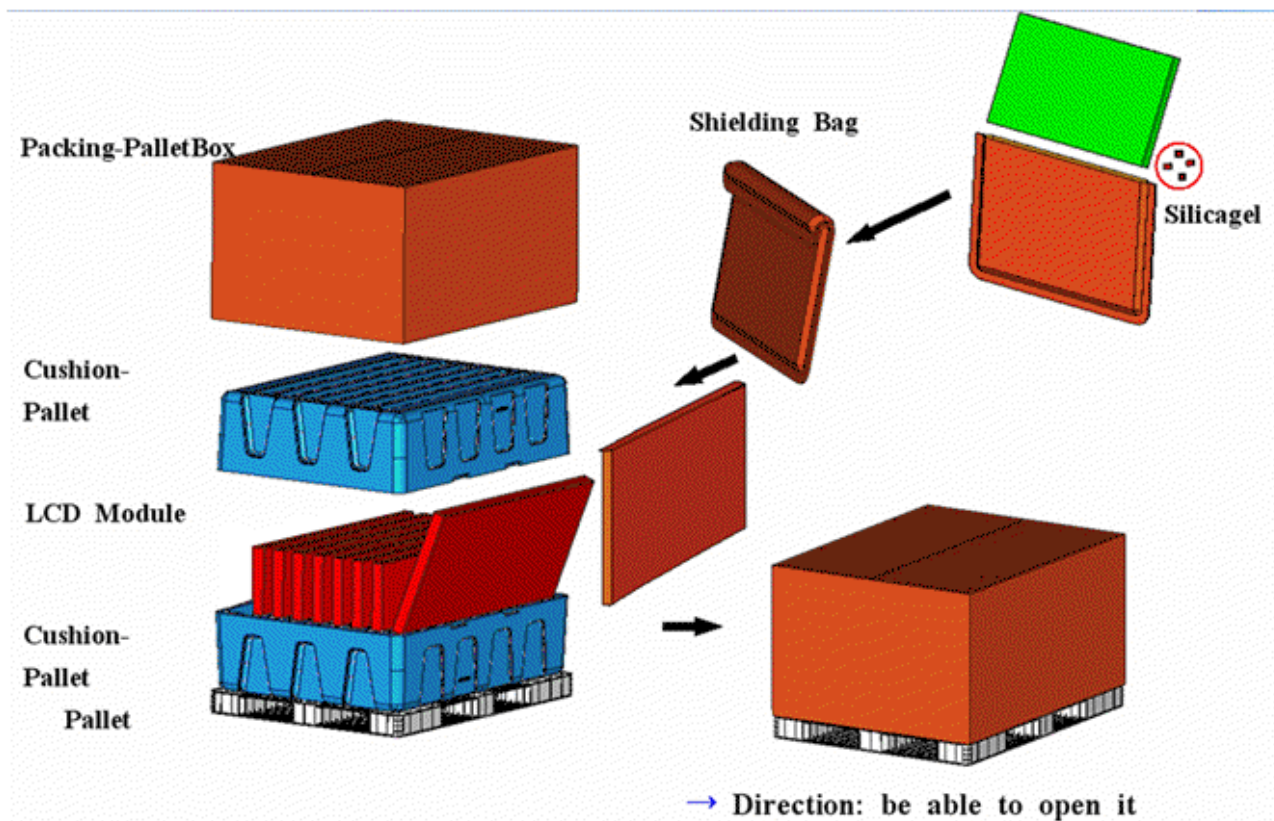 Shielding Bag
Packing-PalletBox
Silicagel
Cushion-
Pallet
LCD Module
Cushion-
Pallet
Pallet
→ Direction: be able to open it